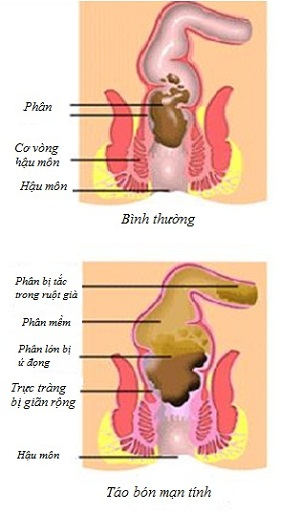 Phân
Cơ vòng
hậu môn
Hậu môn
Bình thường
Phân bị tắc
trong ruột già
Phân mềm
Phân lớn bị
ứ đọng
Trực tràng
bị giãn rộng
Hậu môn
Táo bón mạn tính